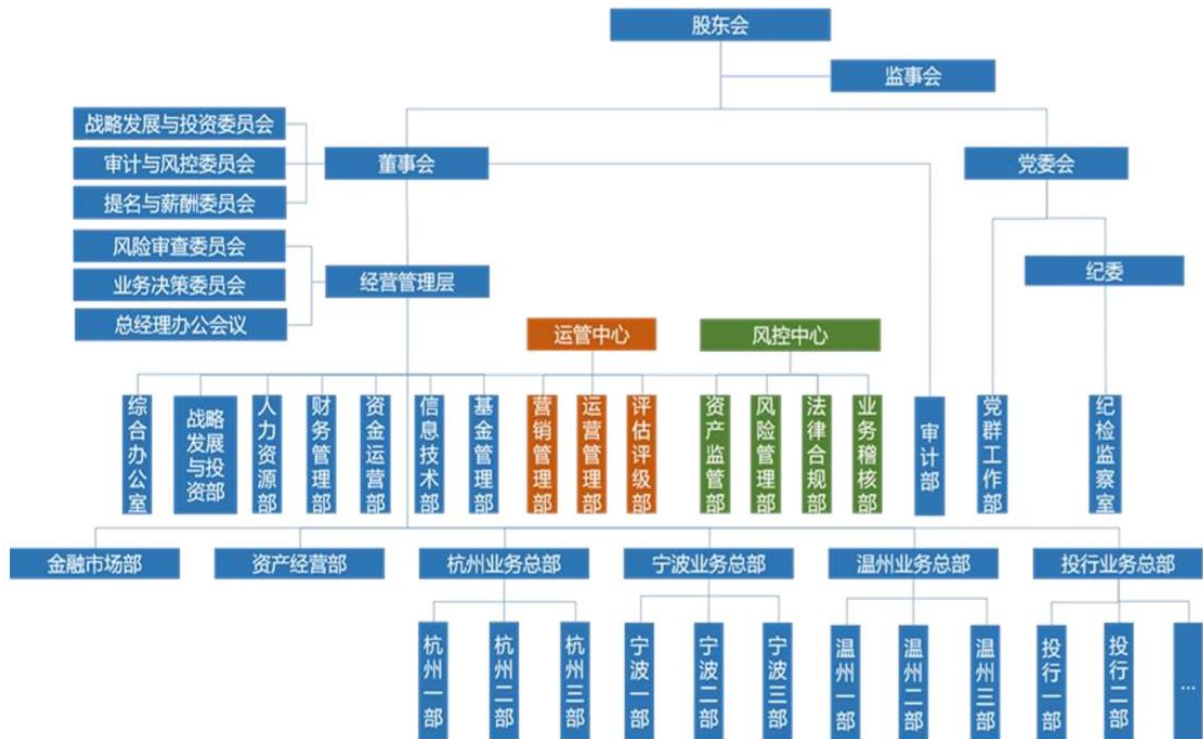 股东会
监事会
战略发展与投资委员会
审计与风控委员会
提名与薪酬委员会
董事会
党委会
风险审查委员会
业务决策委员会
总经理办公会议
经营管理层
纪委
运管中心
风控中心
综合办公室
战略
发展
与投
资部
人力资源部
财务管理部
资金运营部
信息技术部
基金管理部
营销管理部
运营管理部
评估评级部
资产监管部
风险管理部
法律合规部
业务稽核部
审计部
党群工作部
纪检监察室
金融市场部
资产经营部
杭州业务总部
宁波业务总部
温州业务总部
投行业务总部
杭州一部
杭州二部
杭州三部
宁波一部
宁波二部
宁波三部
温州一部
温州二部
温州三部
投行一部
投行二部
...